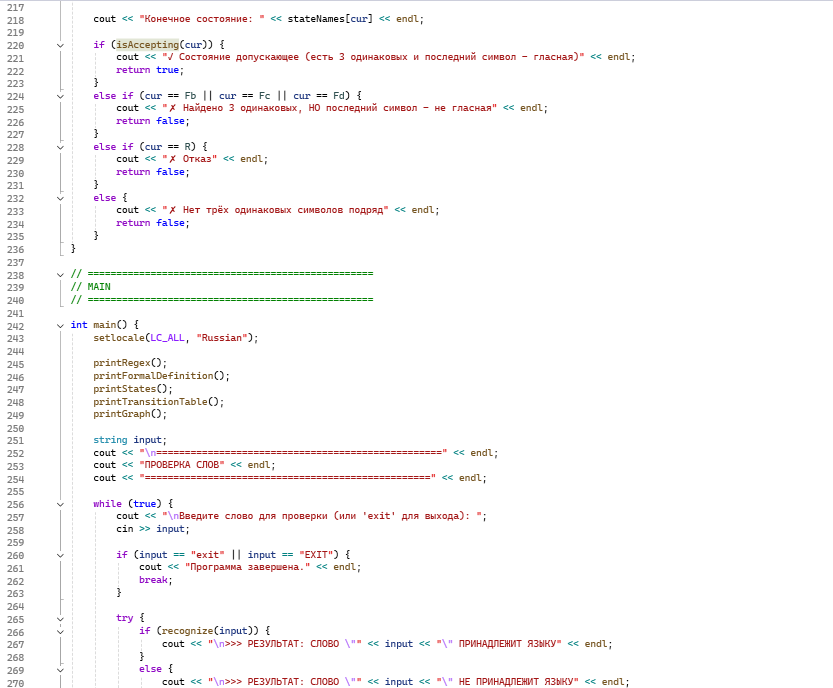 217
218 cout << "Конечное состояние: " << stateNames[cur] << endl;
219
220 if (isAccepting(cur)) {
221 cout << "✓ Состояние допускающее (есть 3 одинаковых и последний символ - гласная)" << endl;
222 return true;
223 }
224 else if (cur == Fb || cur == Fc || cur == Fd) {
225 cout << "✗ Найдено 3 одинаковых, НО последний символ - не гласная" << endl;
226 return false;
227 }
228 else if (cur == R) {
229 cout << "✗ Отказ" << endl;
230 return false;
231 }
232 else {
233 cout << "✗ Нет трёх одинаковых символов подряд" << endl;
234 return false;
235 }
236 }
237
238 // ==================================================
239 // MAIN
240 // ==================================================
241
242 int main() {
243 setlocale(LC_ALL, "Russian");
244
245 printRegex();
246 printFormalDefinition();
247 printStates();
248 printTransitionTable();
249 printGraph();
250
251 string input;
252 cout << "\n==================================================" << endl;
253 cout << "ПРОВЕРКА СЛОВ" << endl;
254 cout << "==================================================" << endl;
255
256 while (true) {
257 cout << "\nВведите слово для проверки (или 'exit' для выхода): ";
258 cin >> input;
259
260 if (input == "exit" || input == "EXIT") {
261 cout << "Программа завершена." << endl;
262 break;
263 }
264
265 try {
266 if (recognize(input)) {
267 cout << "\n>>> РЕЗУЛЬТАТ: СЛОВО \"" << input << "\" ПРИНАДЛЕЖИТ ЯЗЫКУ" << endl;
268 }
269 else {
270 cout << "\n>>> РЕЗУЛЬТАТ: СЛОВО \"" << input << "\" НЕ ПРИНАДЛЕЖИТ ЯЗЫКУ" << endl;